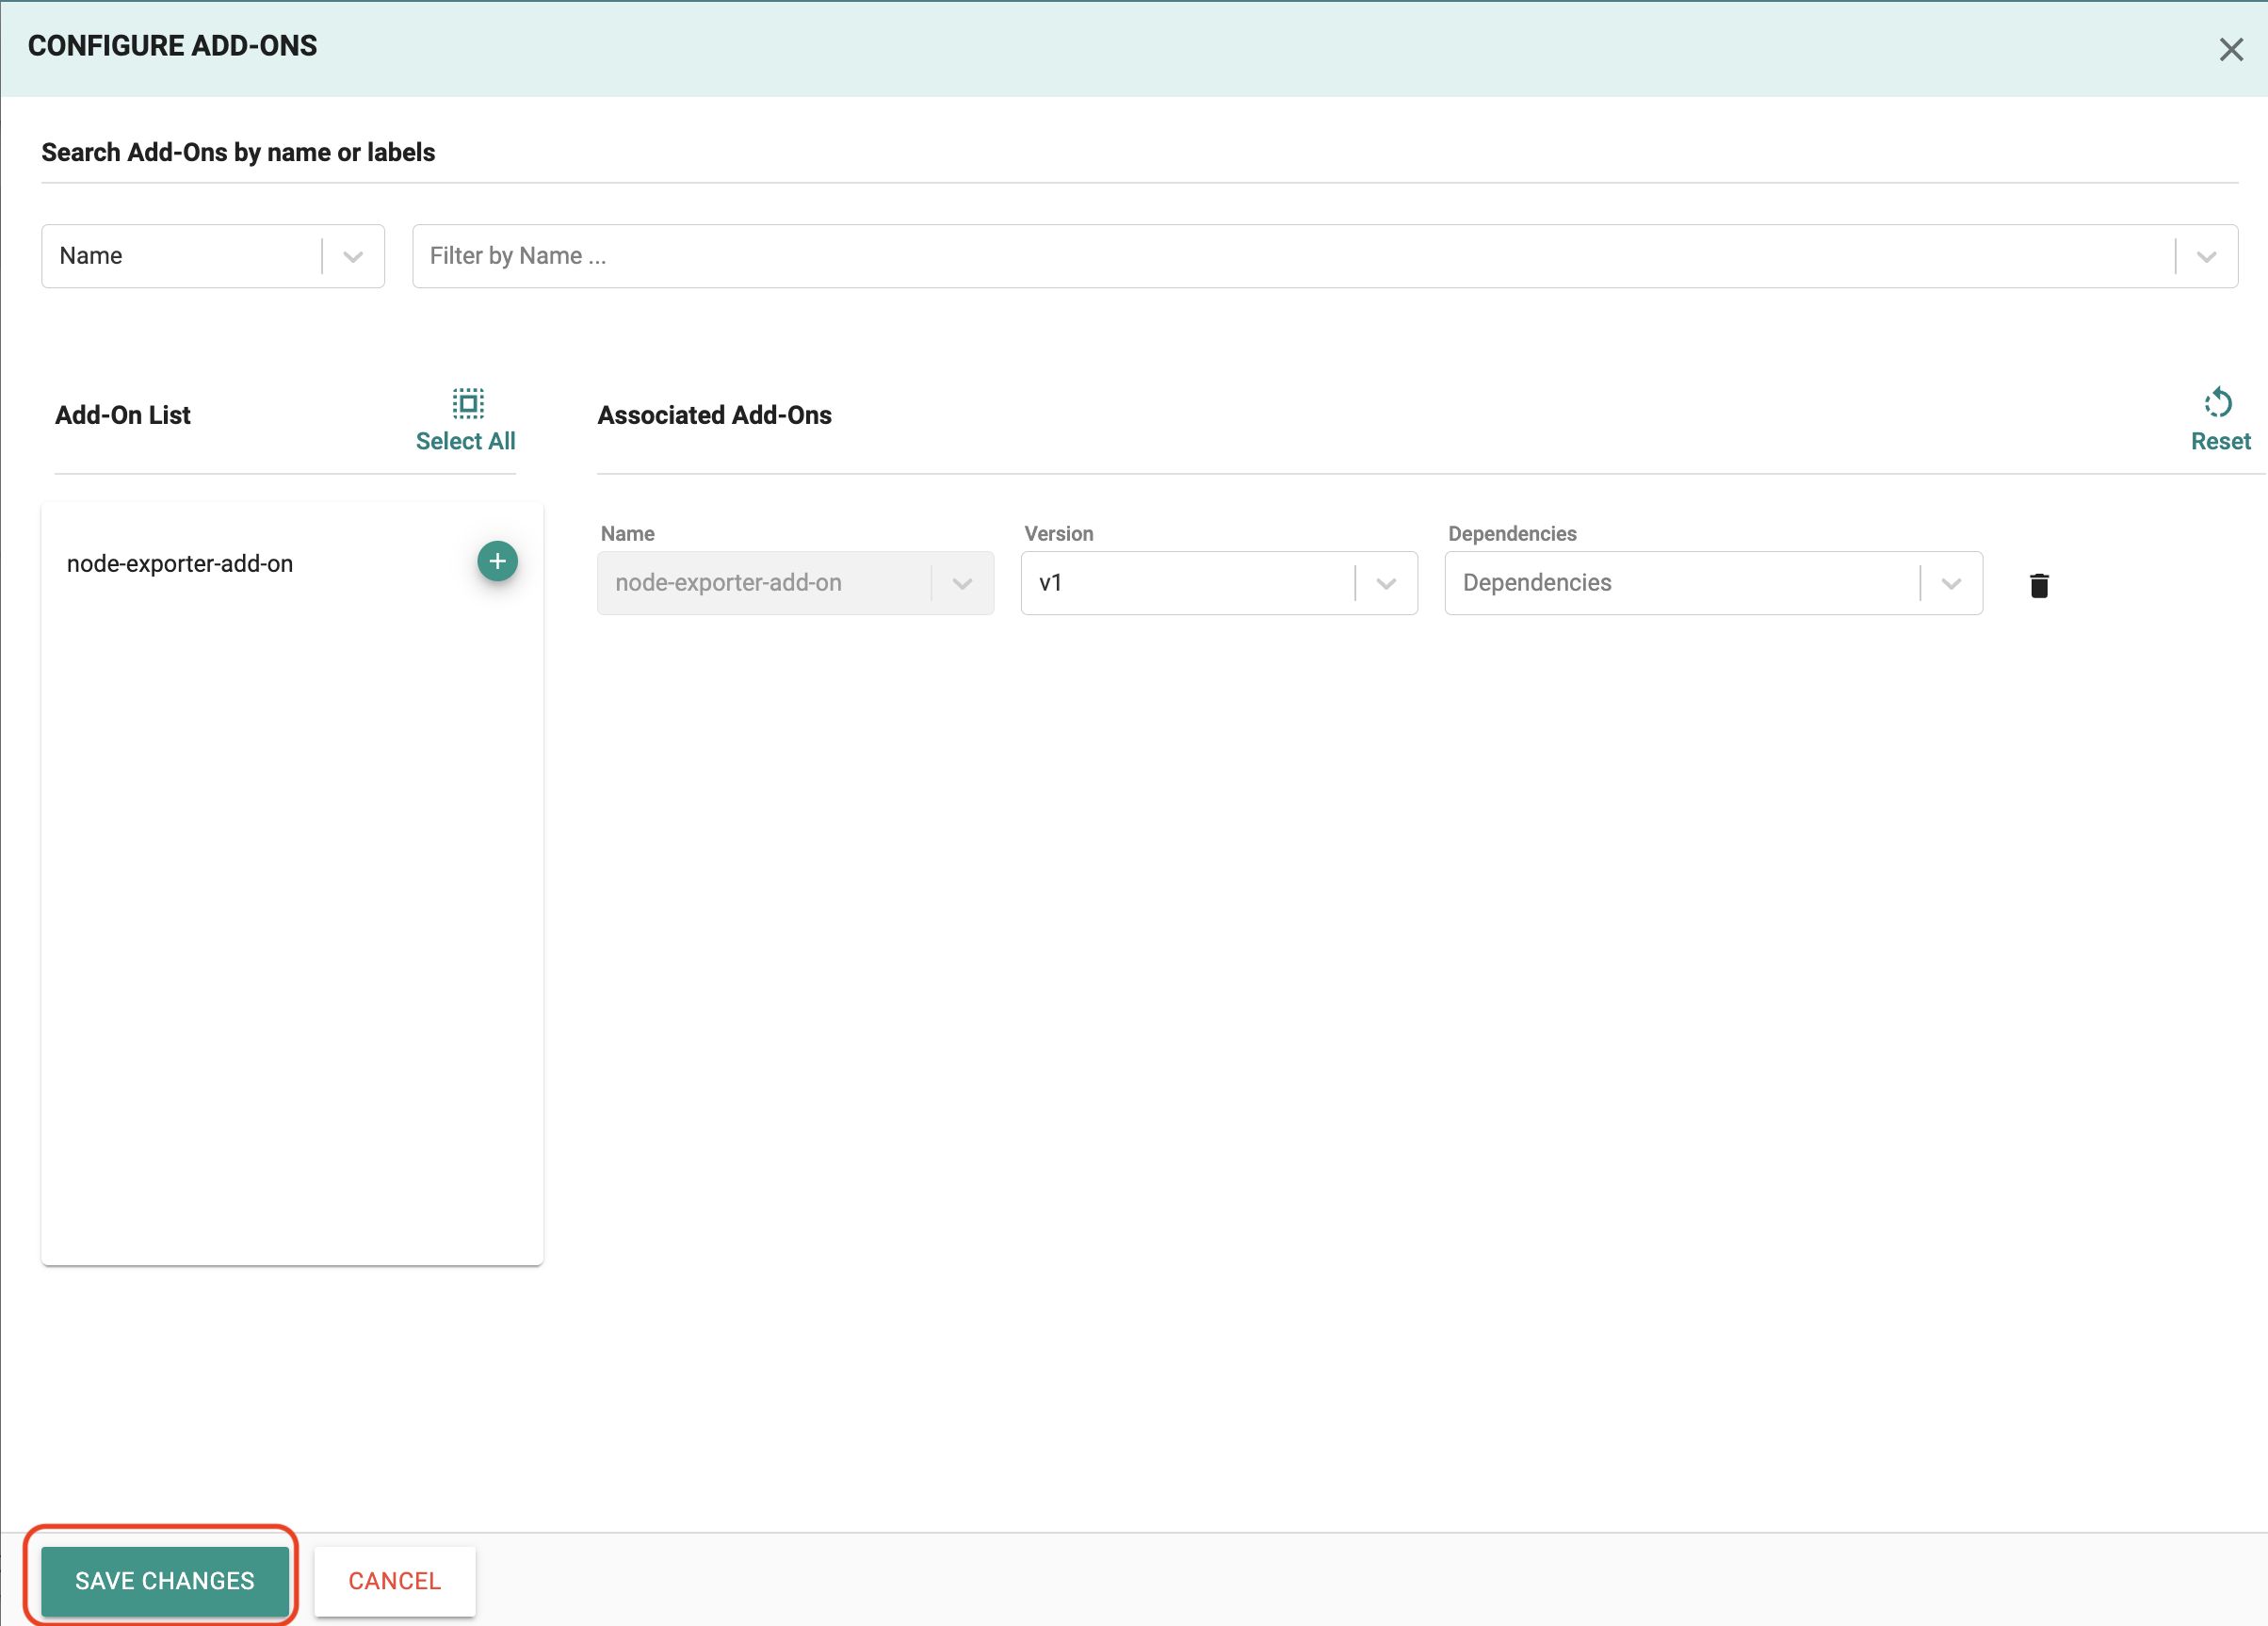 CONFIGURE ADD-ONS
Search Add-Ons by name or labels
Name
Filter by Name ...
Add-On List
Select All
Associated Add-Ons
Reset
node-exporter-add-on
Name
Version
Dependencies
node-exporter-add-on
v1
Dependencies
SAVE CHANGES
CANCEL